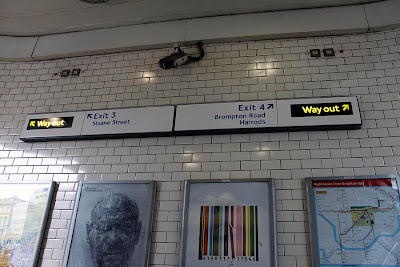 Way out
Exit 3
Sloane Street
Exit 4
Brompton Road
Harrods
Way out